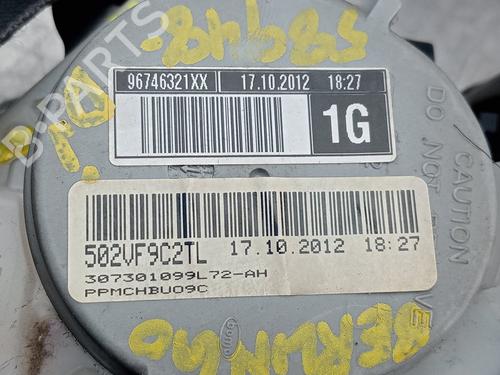 96746321XX 17.10.2012 18:27
1G
502VF9C2TL 17.10.2012 18:27
307301099L72-AH
PPMCHBU09C
CAUTION
DO NOT
BERLINGO
B-PARTS